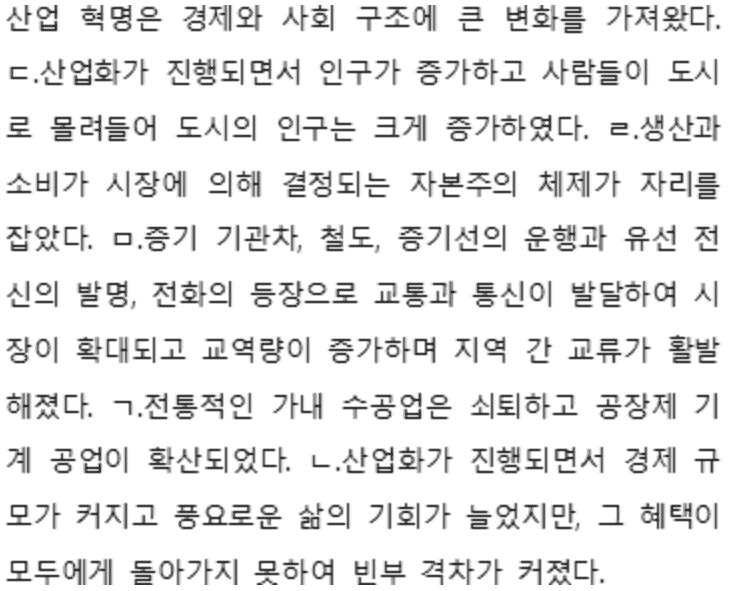 산업 혁명은 경제와 사회 구조에 큰 변화를 가져왔다.
ㄷ.산업화가 진행되면서 인구가 증가하고 사람들이 도시
로 몰려들어 도시의 인구는 크게 증가하였다. ㄹ.생산과
소비가 시장에 의해 결정되는 자본주의 체제가 자리를
잡았다. ㅁ.증기 기관차, 철도, 증기선의 운행과 유선 전
신의 발명, 전화의 등장으로 교통과 통신이 발달하여 시
장이 확대되고 교역량이 증가하며 지역 간 교류가 활발
해졌다. ㄱ.전통적인 가내 수공업은 쇠퇴하고 공장제 기
계 공업이 확산되었다. ㄴ.산업화가 진행되면서 경제 규
모가 커지고 풍요로운 삶의 기회가 늘었지만, 그 혜택이
모두에게 돌아가지 못하여 빈부 격차가 커졌다.